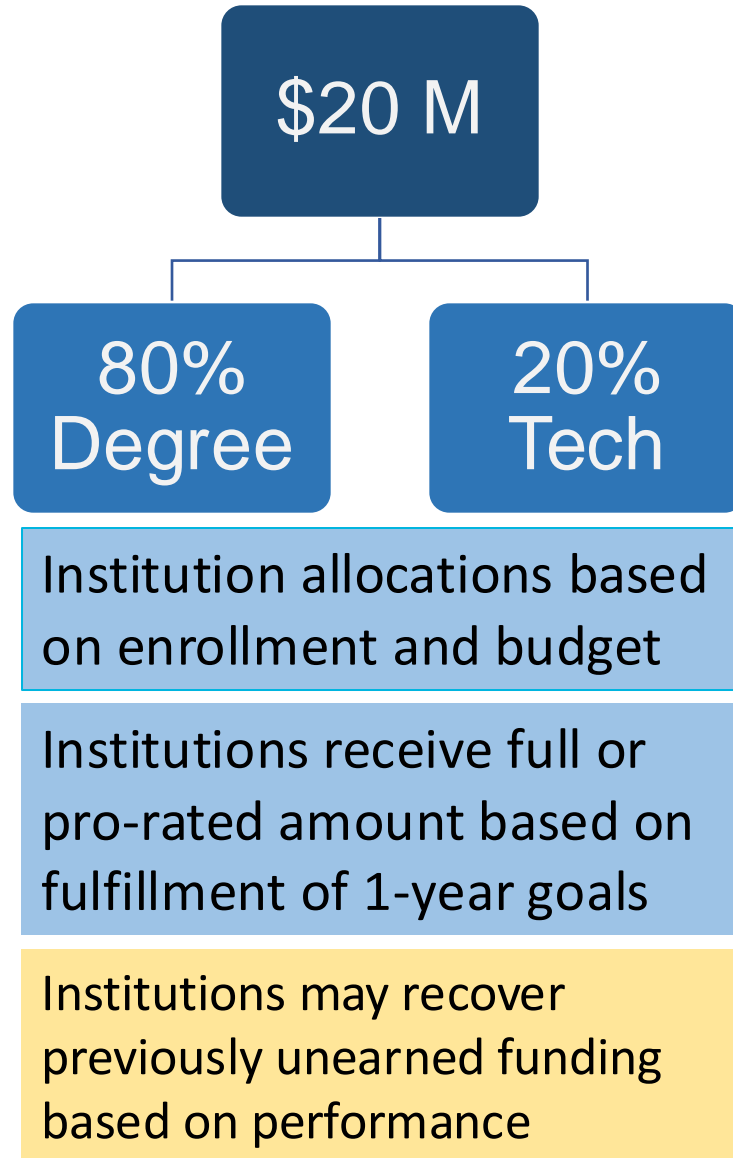 $20 M
80%
Degree
20%
Tech
Institution allocations based
on enrollment and budget
Institutions receive full or
pro-rated amount based on
fulfillment of 1-year goals
Institutions may recover
previously unearned funding
based on performance